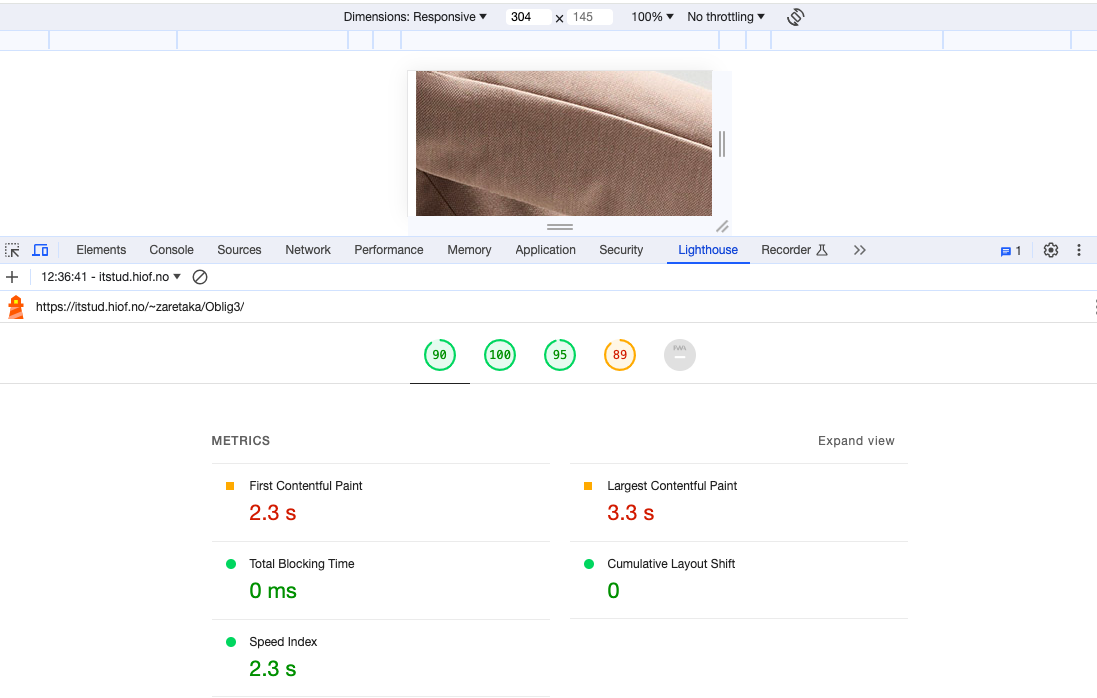 Dimensions: Responsive 304 × 145 100% No throttling
Elements Console Sources Network Performance Memory Application Security Lighthouse Recorder 1
12:36:41 - itstud.hiof.no
https://itstud.hiof.no/~zaretaka/Oblig3/
90 100 95 89 PWA
METRICS Expand view
First Contentful Paint Largest Contentful Paint
2.3 s 3.3 s
Total Blocking Time Cumulative Layout Shift
0 ms 0
Speed Index
2.3 s